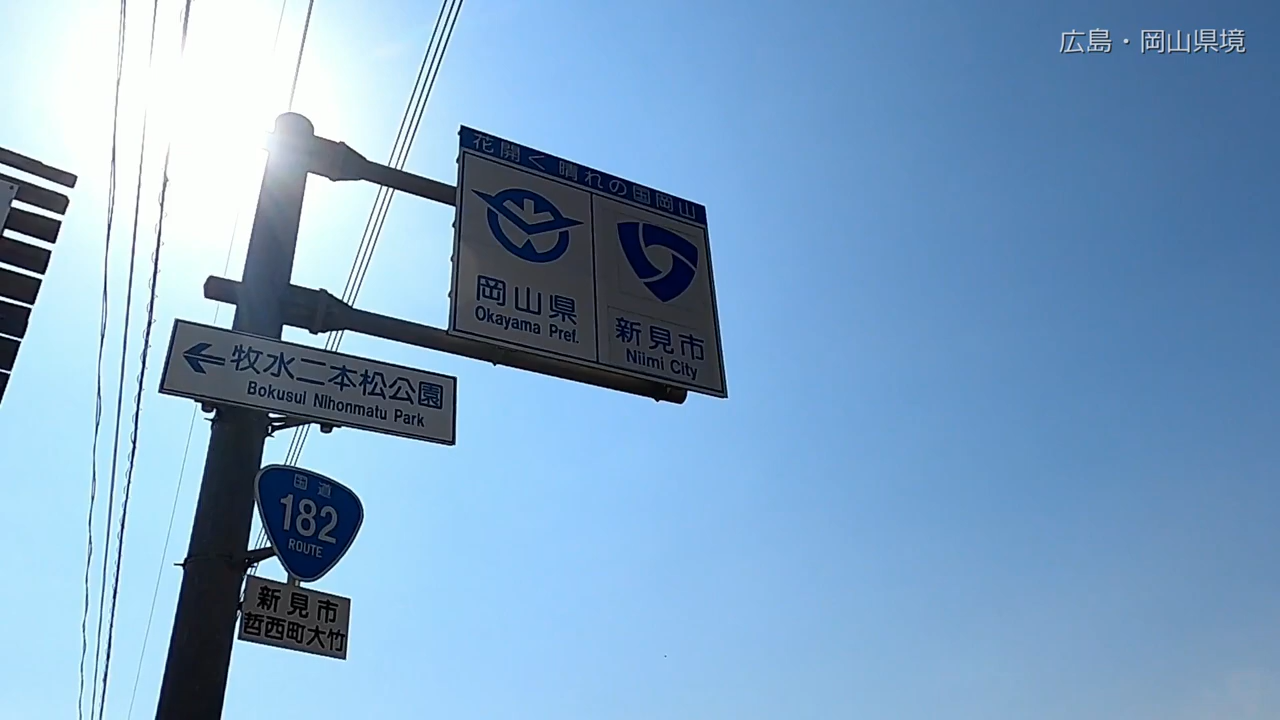 広島・岡山県境
花開く晴れの国岡山
岡山県
Okayama Pref.
新見市
Niimi City
牧水二本松公園
Bokusui Nihonmatu Park
国道
182
ROUTE
新見市
哲西町大竹